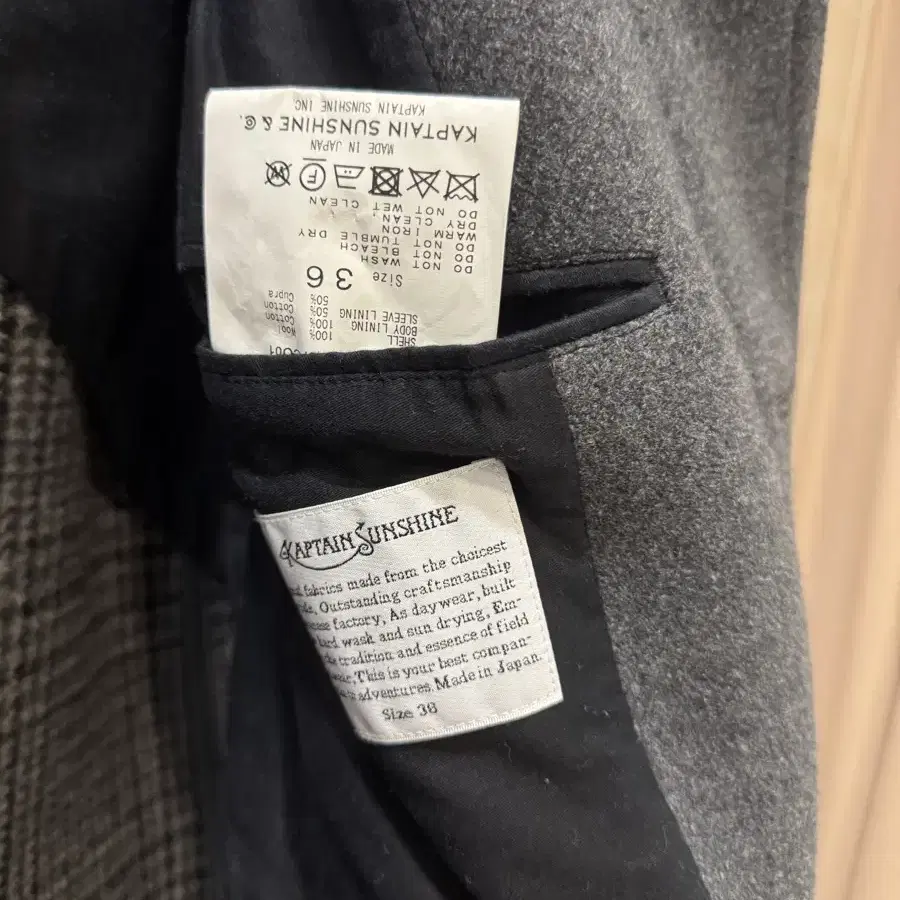 SHELL 100% Wool
BODY LINING 100% Cotton
SLEEVE LINING 50% Cotton
50% Cupra
Size 36
DO NOT WASH
DO NOT BLEACH
DO NOT TUMBLE DRY
WARM IRON
DRY CLEAN,
DO NOT WET CLEAN
F W
MADE IN JAPAN
KAPTAIN SUNSHINE & Co.
KAPTAIN SUNSHINE INC
KAPTAIN SUNSHINE
fabrics made from the choicest
Outstanding craftsmanship
factory, As daywear, built
hard wash and sun drying, Em-
tradition and essence of field
This is your best compan-
adventures. Made in Japan.
Size 36